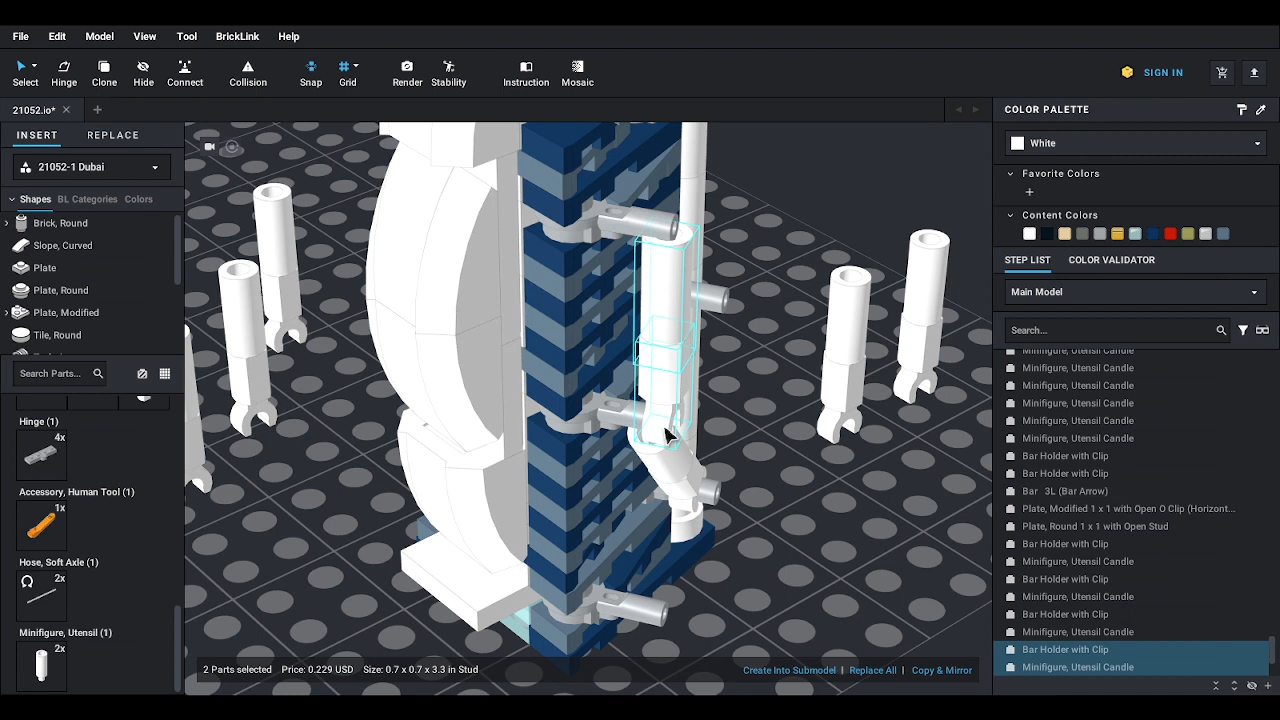 File Edit Model View Tool BrickLink Help
Select Hinge Clone Hide Connect Collision Snap Grid Render Stability Instruction Mosaic
SIGN IN
21052.io*
INSERT REPLACE
21052-1 Dubai
Shapes BL Categories Colors
Brick, Round
Slope, Curved
Plate
Plate, Round
Plate, Modified
Tile, Round
Search Parts...
Hinge (1)
4x
Accessory, Human Tool (1)
1x
Hose, Soft Axle (1)
2x
Minifigure, Utensil (1)
2x
2 Parts selected Price: 0.229 USD Size: 0.7 x 0.7 x 3.3 in Stud
Create Into Submodel | Replace All | Copy & Mirror
COLOR PALETTE
White
Favorite Colors
Content Colors
STEP LIST COLOR VALIDATOR
Main Model
Search...
Minifigure, Utensil Candle
Minifigure, Utensil Candle
Minifigure, Utensil Candle
Minifigure, Utensil Candle
Minifigure, Utensil Candle
Minifigure, Utensil Candle
Bar Holder with Clip
Bar Holder with Clip
Bar 3L (Bar Arrow)
Plate, Modified 1 x 1 with Open O Clip (Horizont...
Plate, Round 1 x 1 with Open Stud
Bar Holder with Clip
Minifigure, Utensil Candle
Bar Holder with Clip
Minifigure, Utensil Candle
Bar Holder with Clip
Minifigure, Utensil Candle
Bar Holder with Clip
Minifigure, Utensil Candle